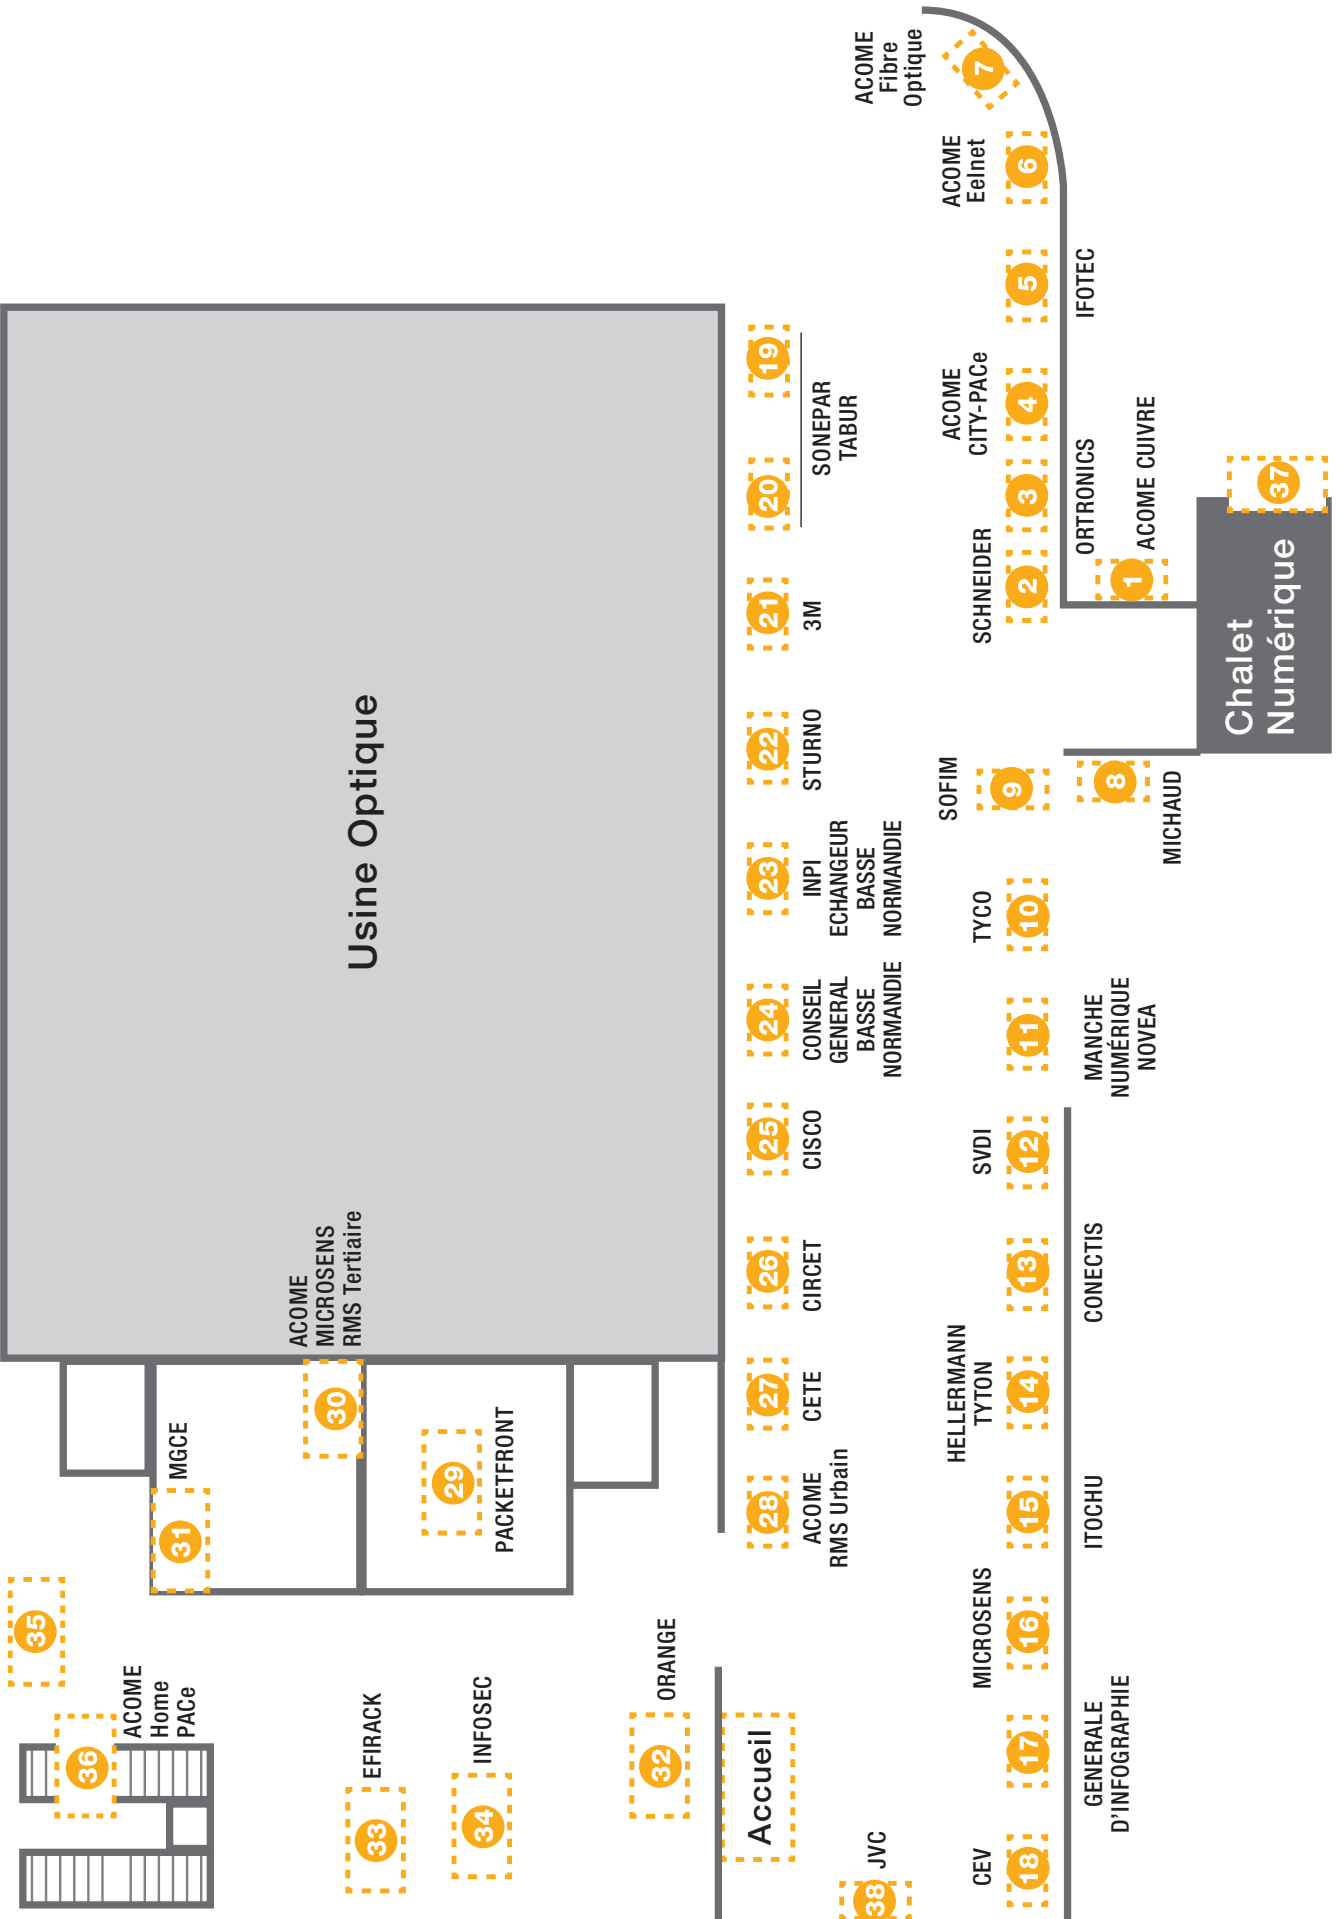 ACOME
Fibre
Optique
7
ACOME
Eelnet
6
5
IFOTEC
ACOME
CITY-PACe
4
3
ORTRONICS
SCHNEIDER
2
1
ACOME CUIVRE
37
Chalet
Numérique
Usine Optique
19
20
SONEPAR
TABUR
21
3M
22
STURNO
23
INPI
ECHANGEUR
BASSE
NORMANDIE
24
CONSEIL
GENERAL
BASSE
NORMANDIE
25
CISCO
26
CIRCET
27
CETE
28
ACOME
RMS Urbain
SOFIM
9
8
MICHAUD
TYCO
10
11
MANCHE
NUMÉRIQUE
NOVEA
SVDI
12
13
CONECTIS
HELLERMANN
TYTON
14
15
ITOCHU
MICROSENS
16
17
GENERALE
D'INFOGRAPHIE
CEV
18
ACOME
MICROSENS
RMS Tertiaire
30
MGCE
31
29
PACKETFRONT
35
36
ACOME
Home
PACe
EFIRACK
33
INFOSEC
34
ORANGE
32
Accueil
JVC
38